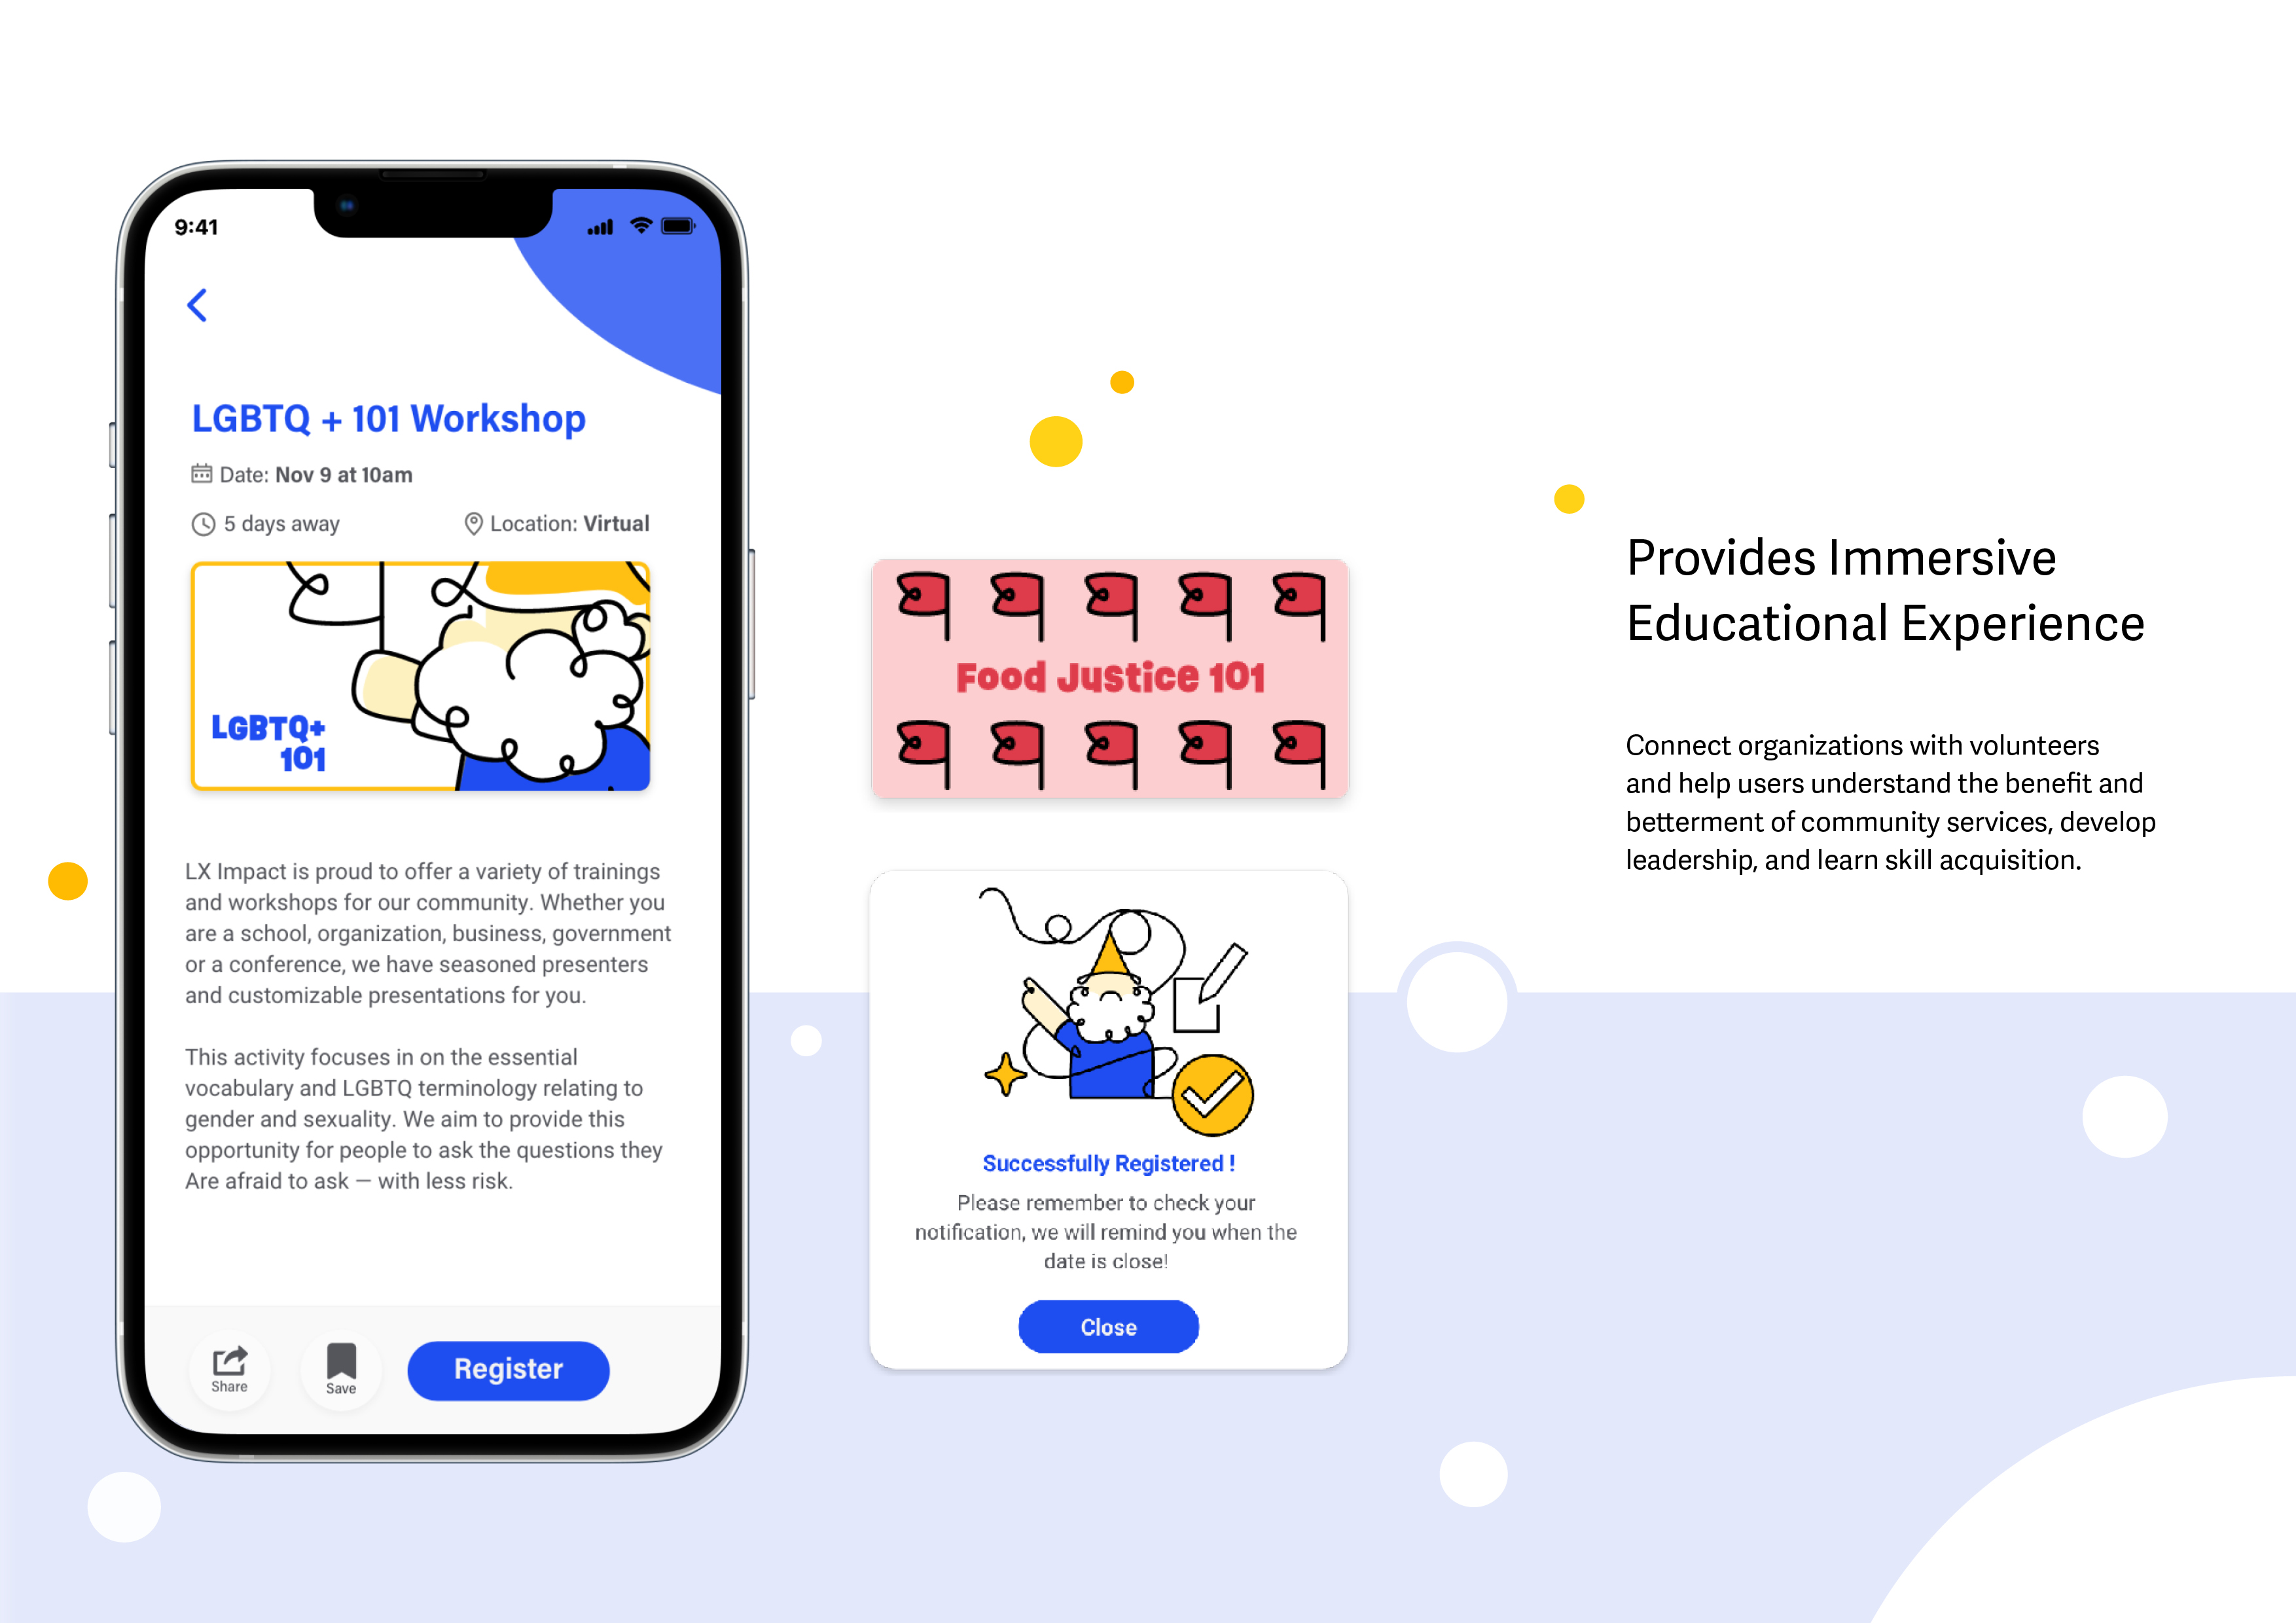 9:41
LGBTQ + 101 Workshop
Date: Nov 9 at 10am
5 days away
Location: Virtual
LGBTQ+
101
LX Impact is proud to offer a variety of trainings
and workshops for our community. Whether you
are a school, organization, business, government
or a conference, we have seasoned presenters
and customizable presentations for you.
This activity focuses in on the essential
vocabulary and LGBTQ terminology relating to
gender and sexuality. We aim to provide this
opportunity for people to ask the questions they
Are afraid to ask — with less risk.
Share
Save
Register
Food Justice 101
Successfully Registered !
Please remember to check your
notification, we will remind you when the
date is close!
Close
Provides Immersive
Educational Experience
Connect organizations with volunteers
and help users understand the benefit and
betterment of community services, develop
leadership, and learn skill acquisition.